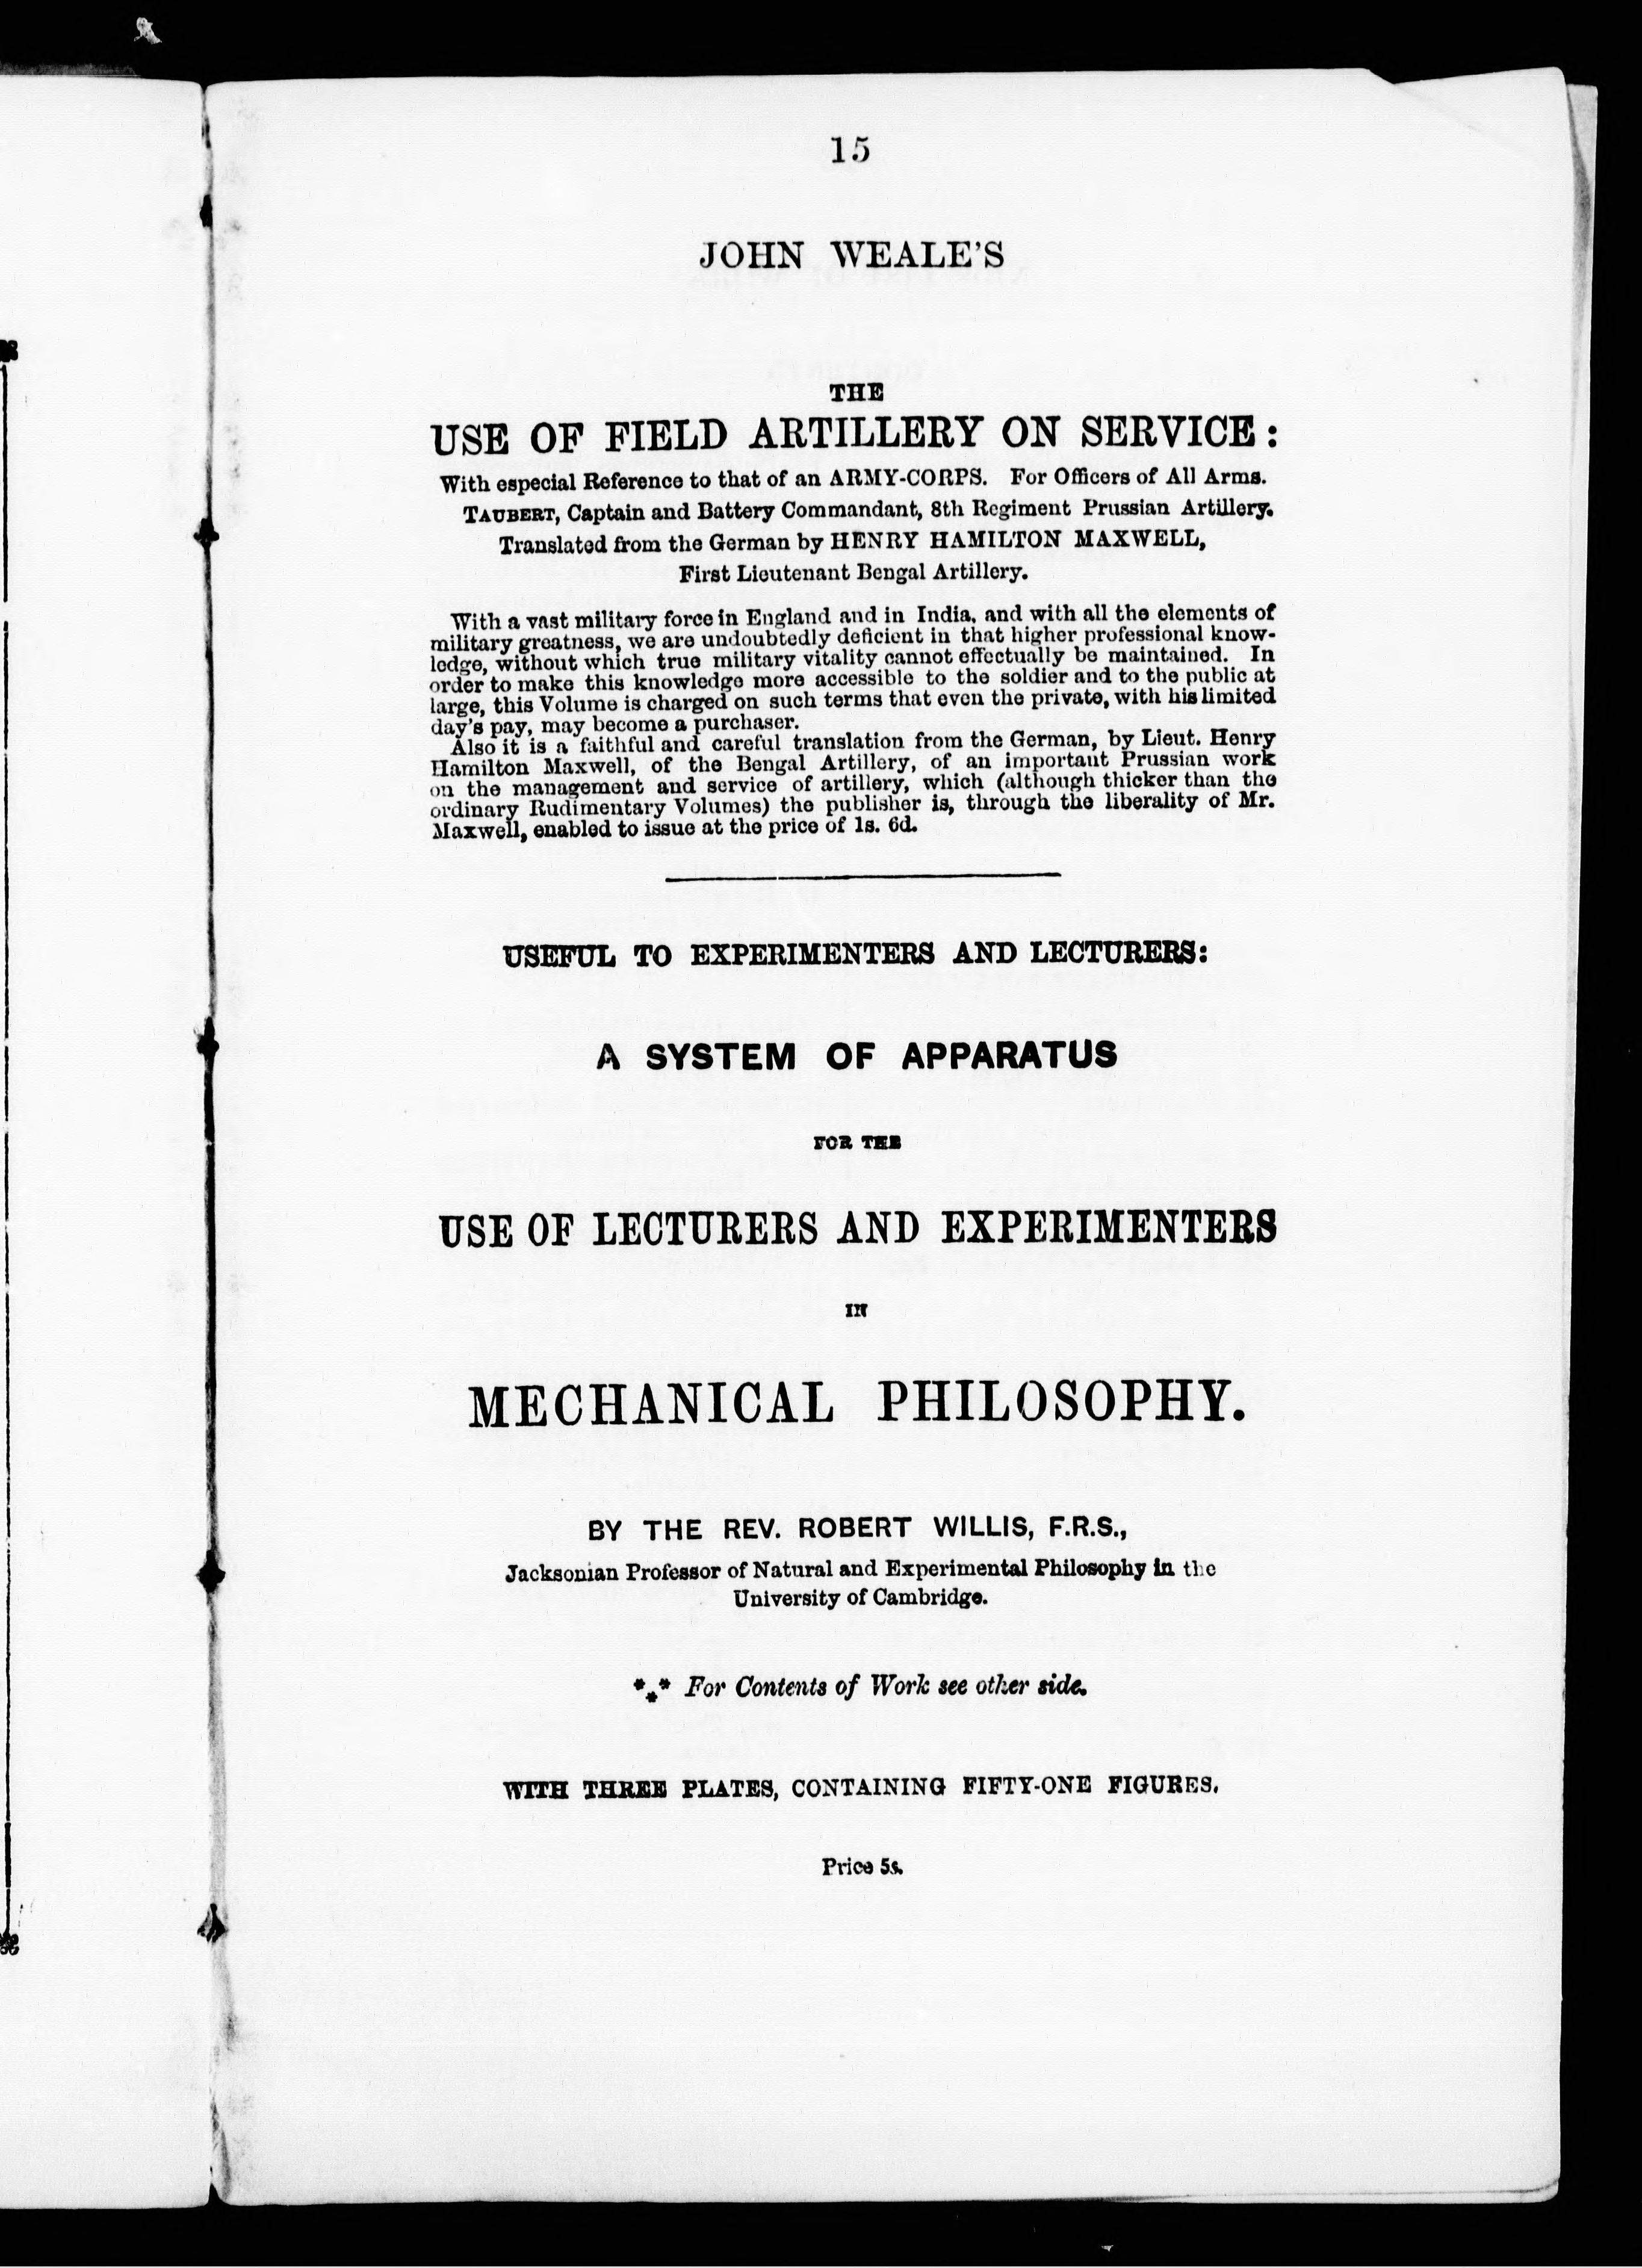 15
JOHN WEALE'S
THE
USE OF FIELD ARTILLERY ON SERVICE:
With especial Reference to that of an ARMY-CORPS. For Officers of All Arms.
TAUBERT, Captain and Battery Commandant, 8th Regiment Prussian Artillery.
Translated from the German by HENRY HAMILTON MAXWELL,
First Lieutenant Bengal Artillery.
With a vast military force in England and in India, and with all the elements of
military greatness, we are undoubtedly deficient in that higher professional know-
ledge, without which true military vitality cannot effectually be maintained. In
order to make this knowledge more accessible to the soldier and to the public at
large, this Volume is charged on such terms that even the private, with his limited
day's pay, may become a purchaser.
Also it is a faithful and careful translation from the German, by Lieut. Henry
Hamilton Maxwell, of the Bengal Artillery, of an important Prussian work
on the management and service of artillery, which (although thicker than the
ordinary Rudimentary Volumes) the publisher is, through the liberality of Mr.
Maxwell, enabled to issue at the price of 1s. 6d.
USEFUL TO EXPERIMENTERS AND LECTURERS:
A SYSTEM OF APPARATUS
FOR THE
USE OF LECTURERS AND EXPERIMENTERS
IN
MECHANICAL PHILOSOPHY.
BY THE REV. ROBERT WILLIS, F.R.S.,
Jacksonian Professor of Natural and Experimental Philosophy in the
University of Cambridge.
*⁎* For Contents of Work see other side.
WITH THREE PLATES, CONTAINING FIFTY-ONE FIGURES.
Price 5s.